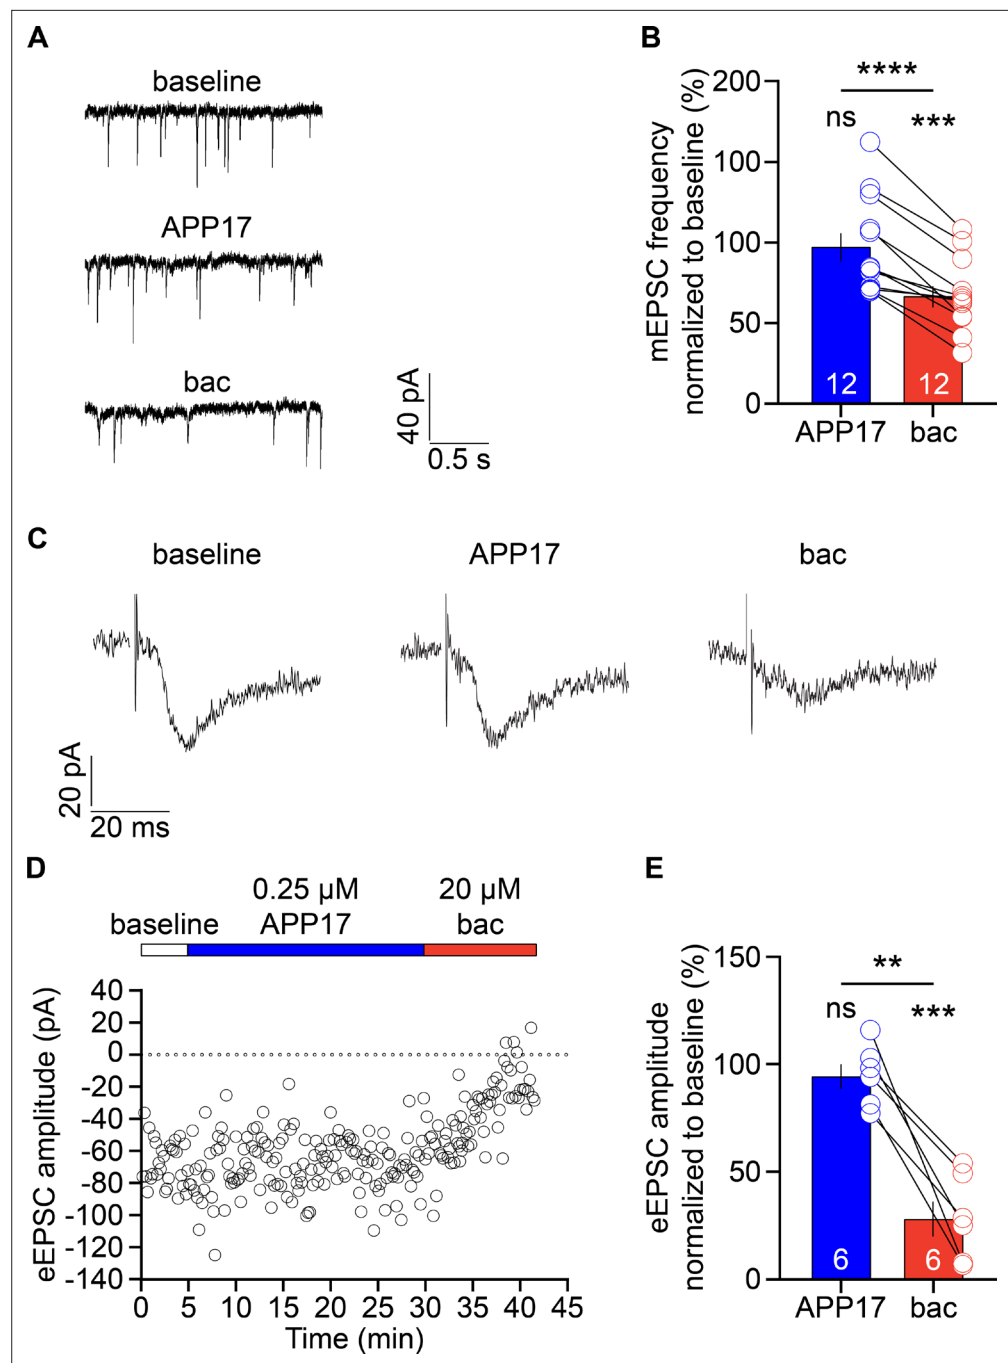 A
baseline
APP17
bac
40 pA
0.5 s
B
mEPSC frequency
normalized to baseline (%)
200
100
100
50
0
****
ns
***
12
12
APP17
bac
C
baseline
APP17
bac
20 pA
20 ms
D
0.25 µM
20 µM
baseline
APP17
bac
eEPSC amplitude (pA)
40
20
0
-20
-40
-60
-80
-100
-120
-140
0
5
10
15
20
25
30
35
40
45
Time (min)
E
eEPSC amplitude
normalized to baseline (%)
150
100
50
0
**
ns
***
6
6
APP17
bac